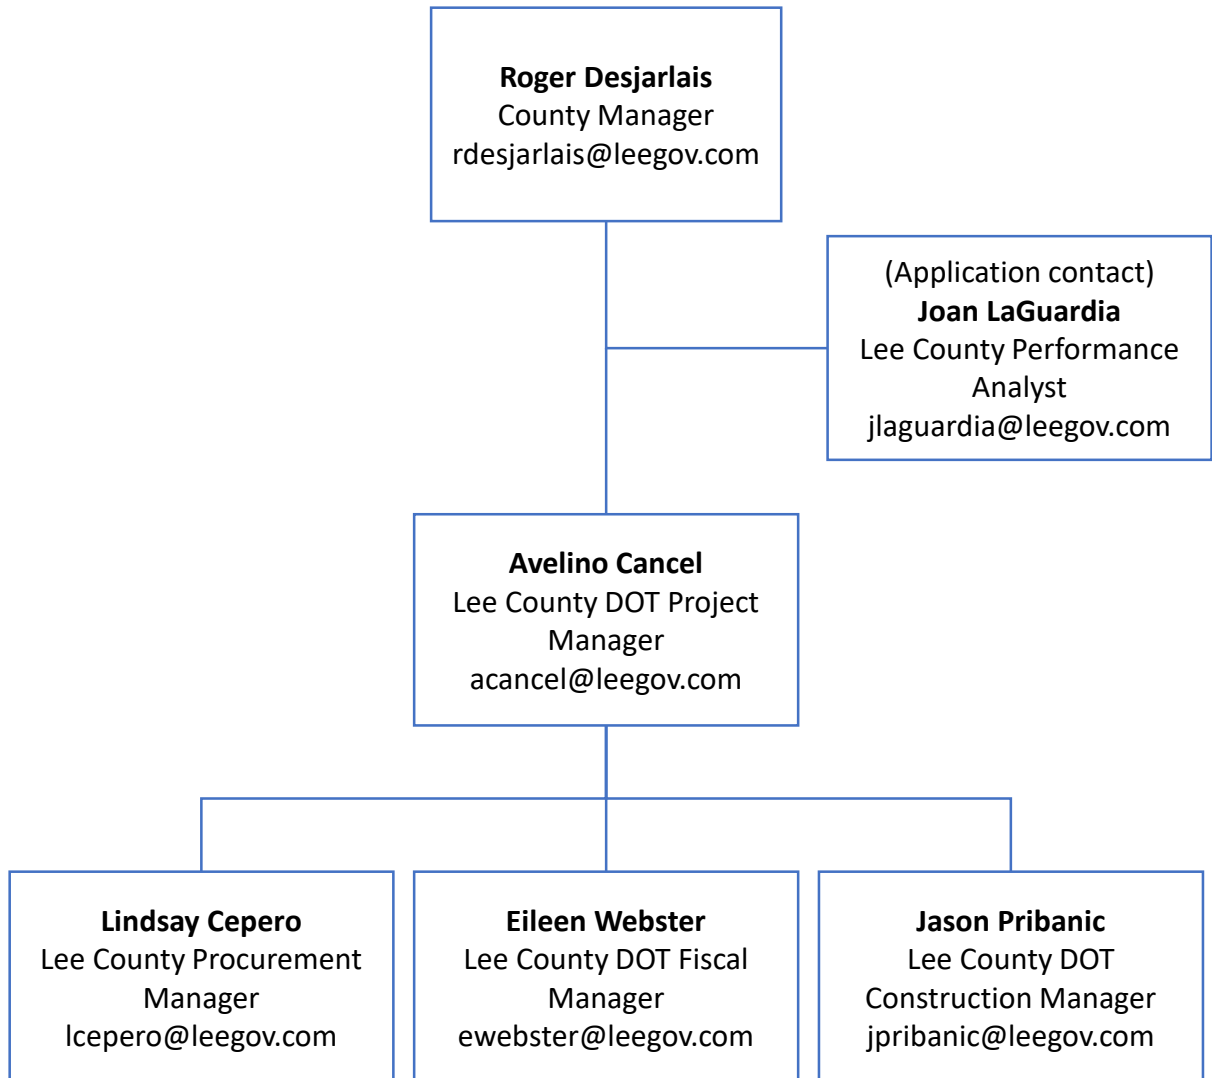 Roger Desjarlais
County Manager
rdesjarlais@leegov.com
(Application contact)
Joan LaGuardia
Lee County Performance
Analyst
jlaguardia@leegov.com
Avelino Cancel
Lee County DOT Project
Manager
acancel@leegov.com
Lindsay Cepero
Lee County Procurement
Manager
lcepero@leegov.com
Eileen Webster
Lee County DOT Fiscal
Manager
ewebster@leegov.com
Jason Pribanic
Lee County DOT
Construction Manager
jpribanic@leegov.com